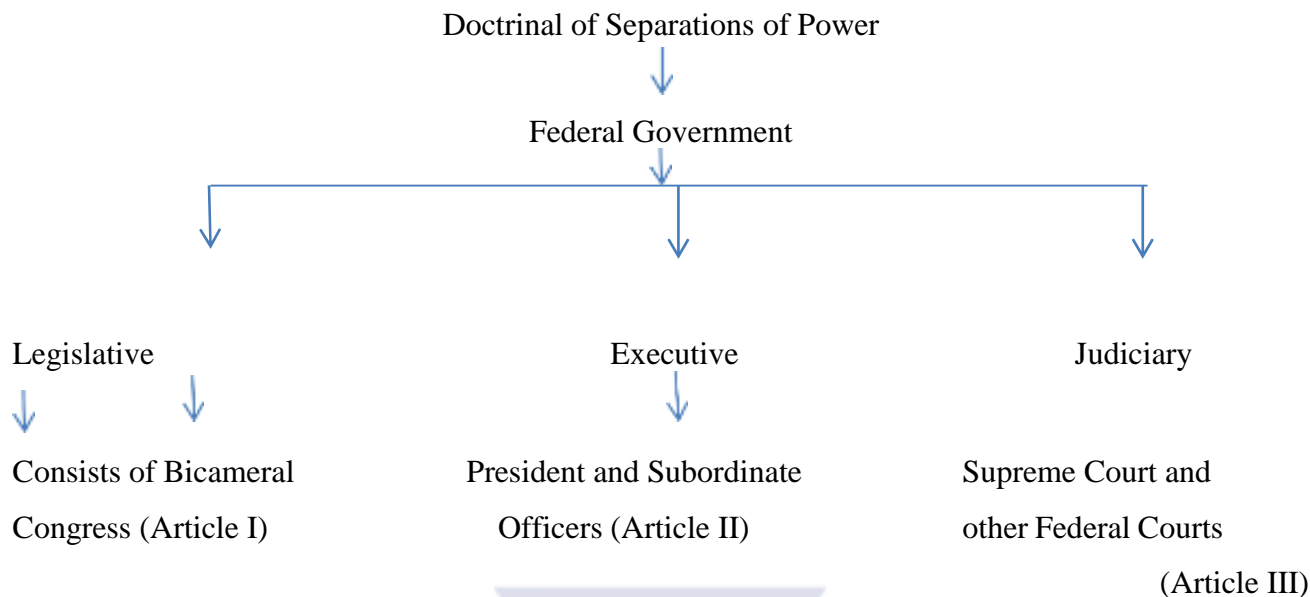 Doctrinal of Separations of Power
Federal Government
Legislative
Executive
Judiciary
Consists of Bicameral
Congress (Article I)
President and Subordinate
Officers (Article II)
Supreme Court and
other Federal Courts
(Article III)